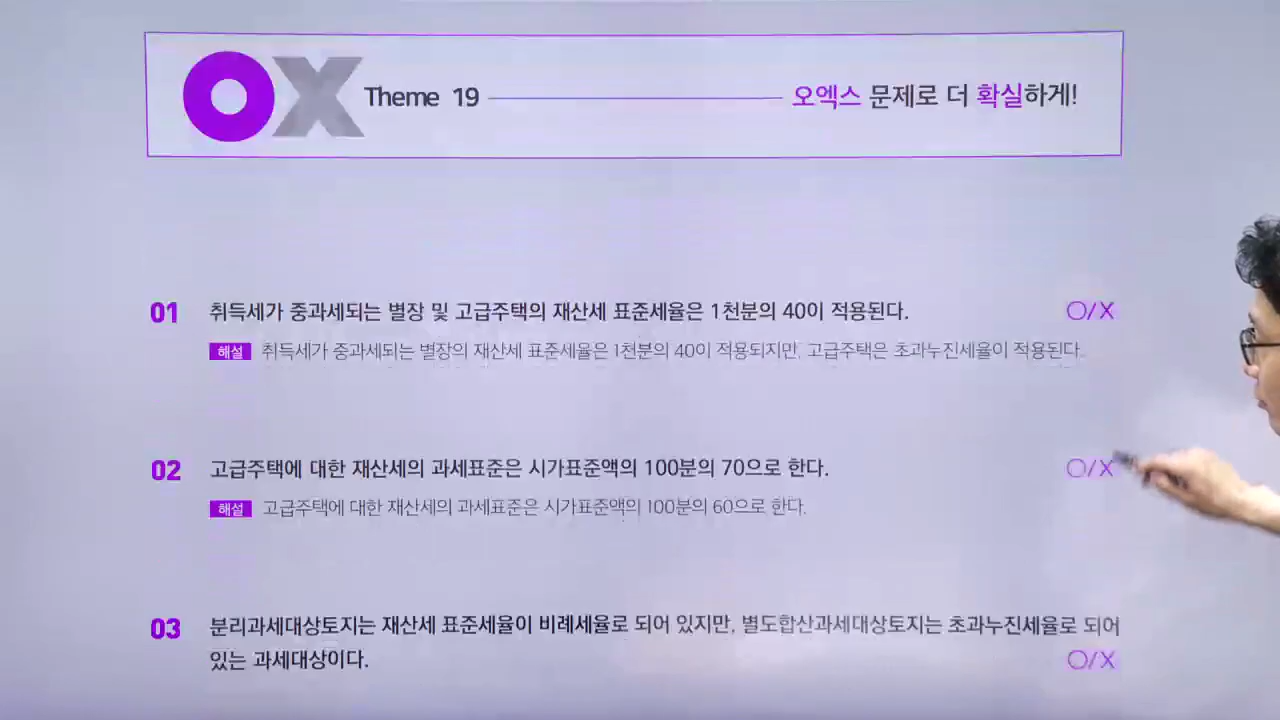 OX Theme 19 오엑스 문제로 더 확실하게!
01 취득세가 중과세되는 별장 및 고급주택의 재산세 표준세율은 1천분의 40이 적용된다. O/X
해설 취득세가 중과세되는 별장의 재산세 표준세율은 1천분의 40이 적용되지만, 고급주택은 초과누진세율이 적용된다.
02 고급주택에 대한 재산세의 과세표준은 시가표준액의 100분의 70으로 한다. O/X
해설 고급주택에 대한 재산세의 과세표준은 시가표준액의 100분의 60으로 한다.
03 분리과세대상토지는 재산세 표준세율이 비례세율로 되어 있지만, 별도합산과세대상토지는 초과누진세율로 되어
있는 과세대상이다. O/X